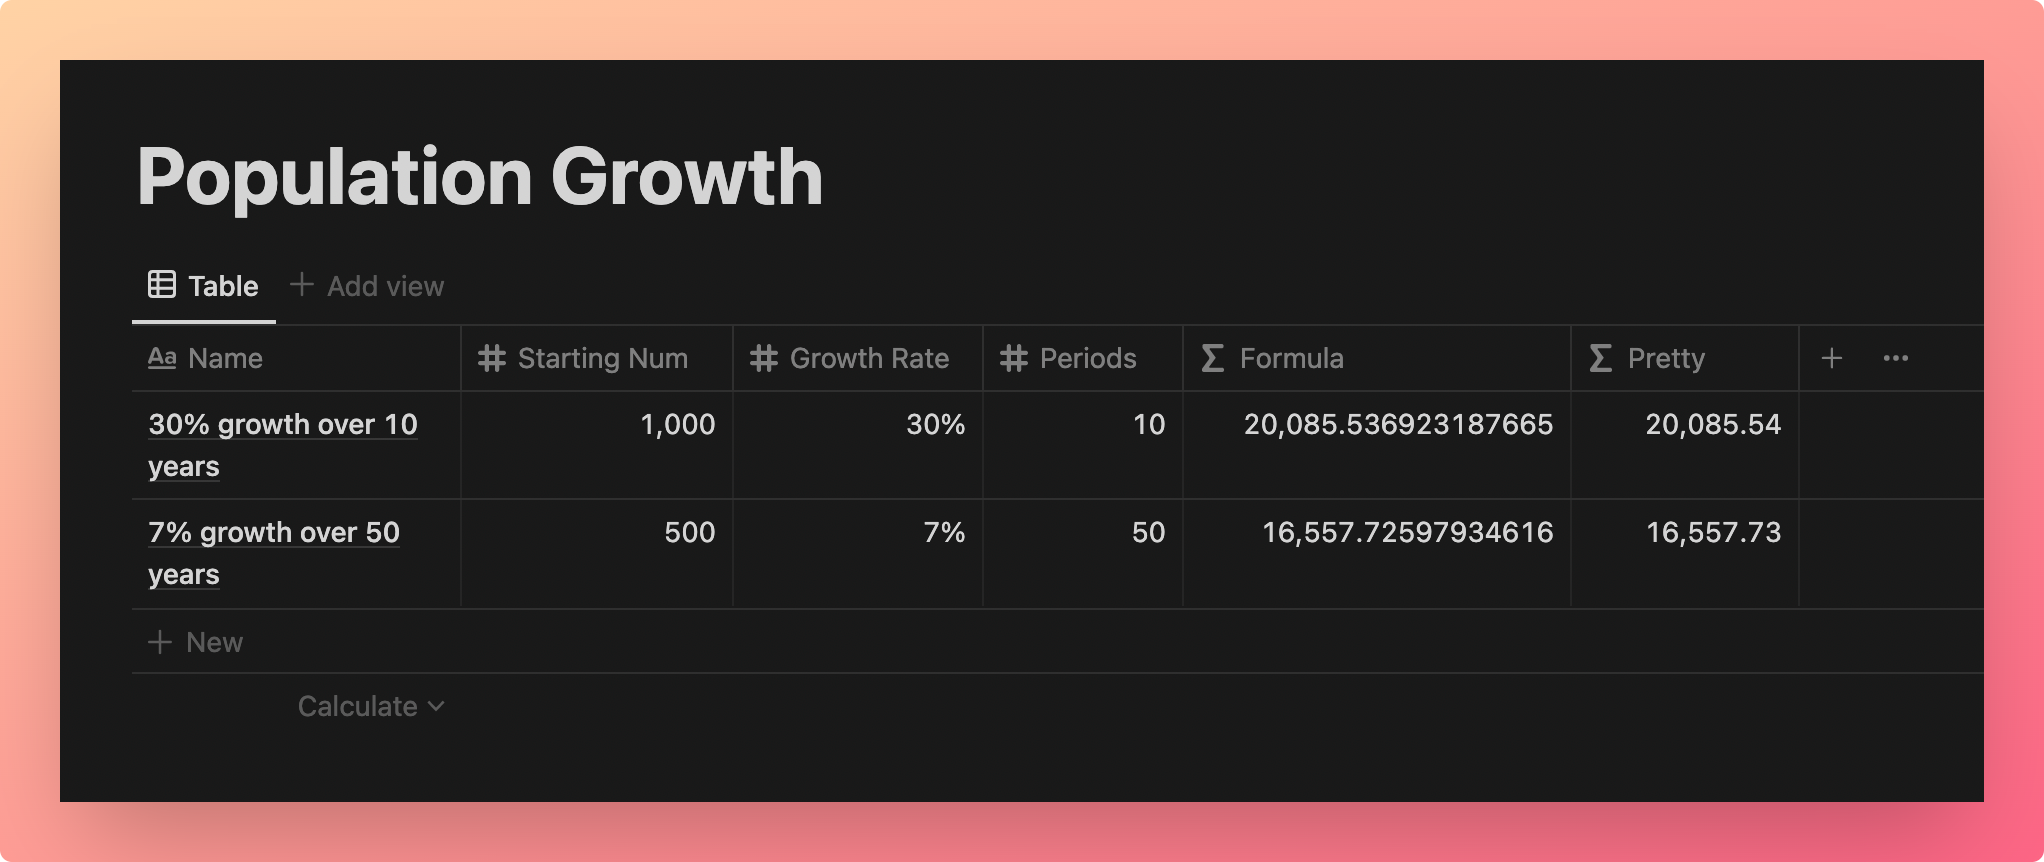 Population Growth
Table + Add view
Aa Name # Starting Num # Growth Rate # Periods Σ Formula Σ Pretty + •••
30% growth over 10 1,000 30% 10 20,085.536923187665 20,085.54
years
7% growth over 50 500 7% 50 16,557.72597934616 16,557.73
years
+ New
Calculate